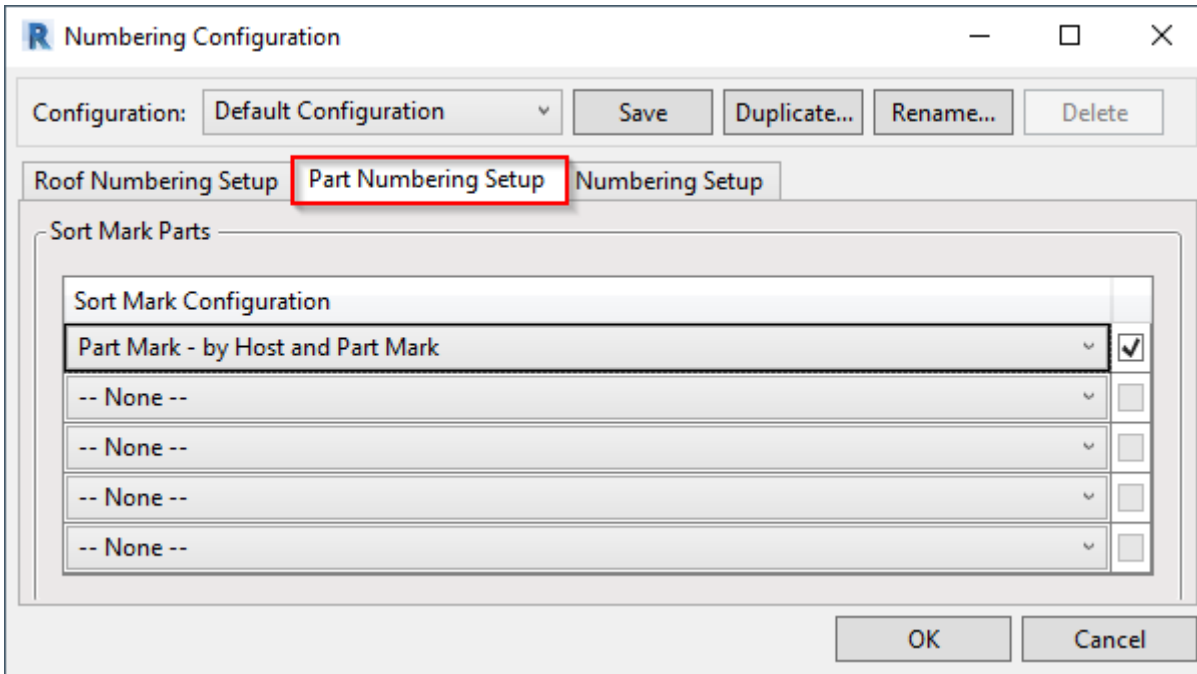 Numbering Configuration
Configuration: Default Configuration Save Duplicate... Rename... Delete
Roof Numbering Setup Part Numbering Setup Numbering Setup
Sort Mark Parts
Sort Mark Configuration
Part Mark - by Host and Part Mark
-- None --
-- None --
-- None --
-- None --
OK Cancel